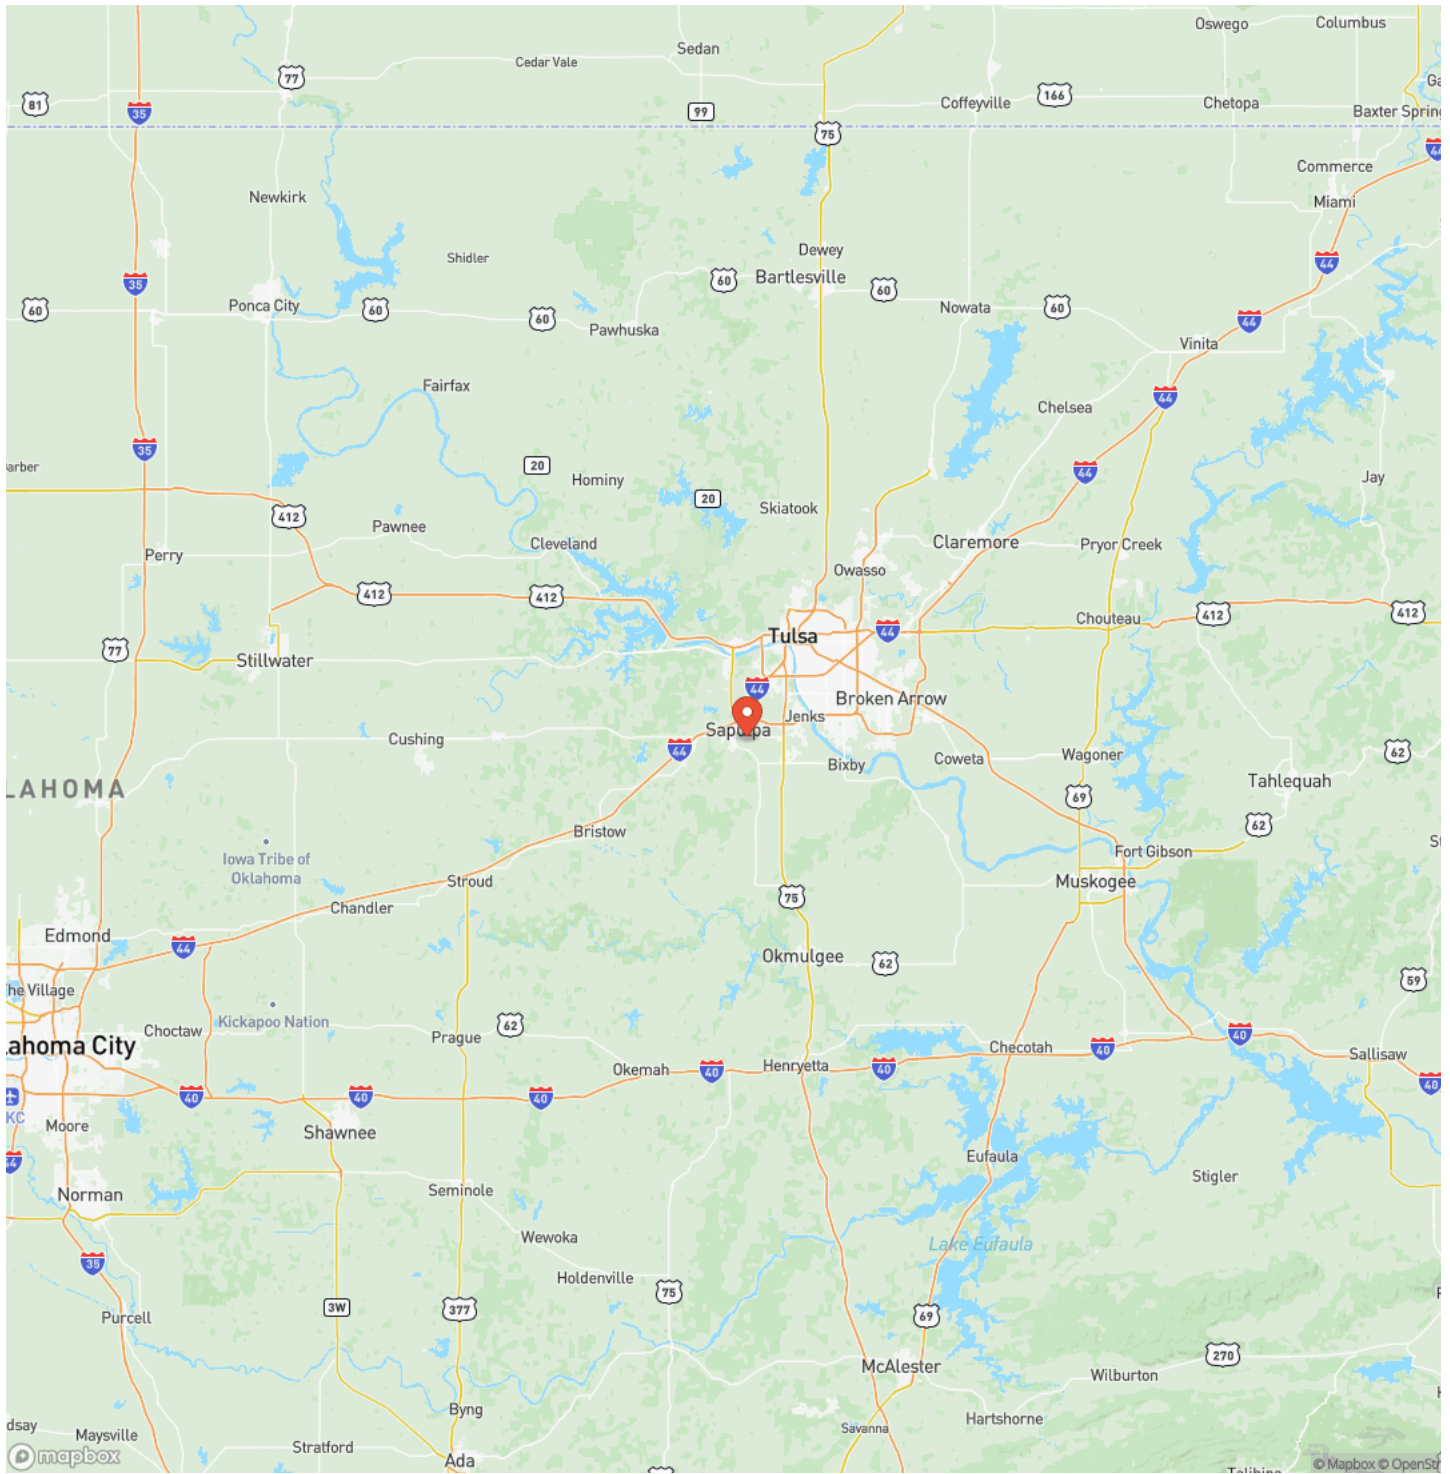 Oswego
Columbus
Sedan
Cedar Vale
77
81
35
99
166
Coffeyville
Chetopa
Baxter Spring
75
44
Commerce
Miami
Newkirk
Dewey
Shidler
44
Bartlesville
60
60
35
Ponca City
60
60
60
Nowata
60
44
Pawhuska
Vinita
Fairfax
44
Chelsea
35
20
44
Hominy
20
Jay
Skiatook
412
Pawnee
Cleveland
Claremore
Pryor Creek
Perry
Owasso
412
412
Chouteau
412
412
Tulsa
44
77
Stillwater
44
Broken Arrow
Jenks
Sapulpa
Cushing
44
Bixby
Coweta
Wagoner
62
Tahlequah
LAHOMA
69
62
Bristow
Iowa Tribe of
Oklahoma
Fort Gibson
Stroud
Muskogee
Chandler
75
Edmond
44
Okmulgee
62
59
The Village
Kickapoo Nation
Choctaw
62
Prague
40
lahoma City
Checotah
40
Sallisaw
Okemah
40
Henryetta
40
40
40
40
40
KC
Moore
Shawnee
44
Eufaula
Stigler
Norman
Seminole
Wewoka
Lake Eufaula
35
Holdenville
75
3W
377
69
Purcell
270
McAlester
Wilburton
Byng
Hartshorne
dsay
Maysville
Savanna
Stratford
Ada
mapbox
© Mapbox © OpenStr